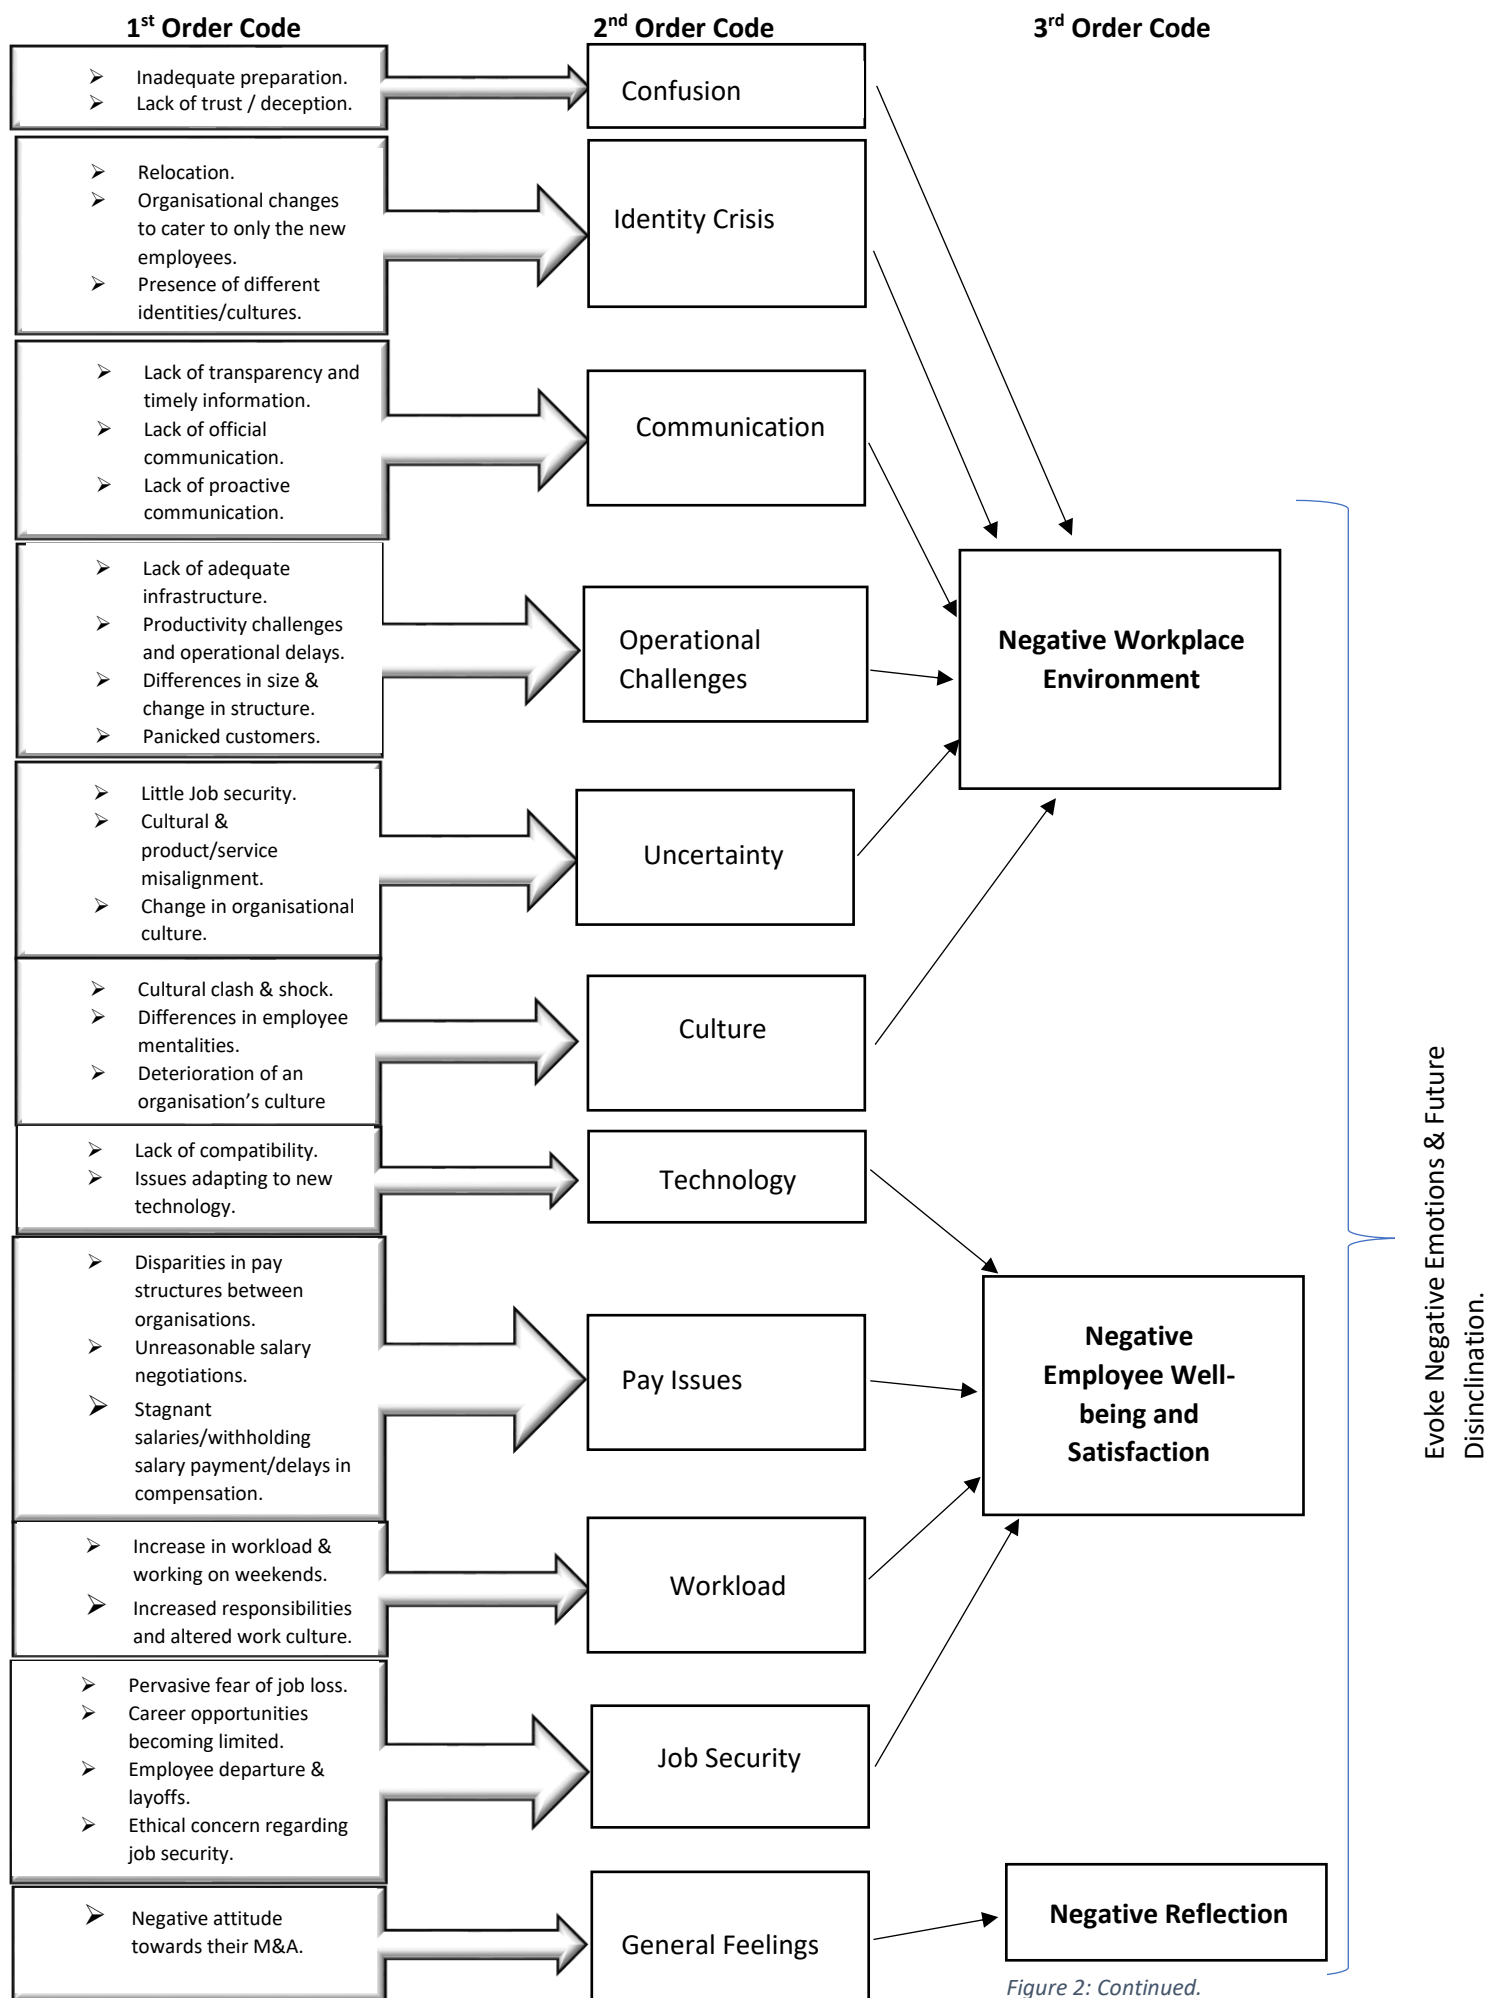 1st Order Code
2nd Order Code
3rd Order Code
➢ Inadequate preparation.
➢ Lack of trust / deception.
Confusion
➢ Relocation.
➢ Organisational changes
to cater to only the new
employees.
➢ Presence of different
identities/cultures.
Identity Crisis
➢ Lack of transparency and
timely information.
➢ Lack of official
communication.
➢ Lack of proactive
communication.
Communication
➢ Lack of adequate
infrastructure.
➢ Productivity challenges
and operational delays.
➢ Differences in size &
change in structure.
➢ Panicked customers.
Operational
Challenges
Negative Workplace
Environment
➢ Little Job security.
➢ Cultural &
product/service
misalignment.
➢ Change in organisational
culture.
Uncertainty
➢ Cultural clash & shock.
➢ Differences in employee
mentalities.
➢ Deterioration of an
organisation’s culture
Culture
➢ Lack of compatibility.
➢ Issues adapting to new
technology.
Technology
➢ Disparities in pay
structures between
organisations.
➢ Unreasonable salary
negotiations.
➢ Stagnant
salaries/withholding
salary payment/delays in
compensation.
Pay Issues
Negative
Employee Well-
being and
Satisfaction
➢ Increase in workload &
working on weekends.
➢ Increased responsibilities
and altered work culture.
Workload
➢ Pervasive fear of job loss.
➢ Career opportunities
becoming limited.
➢ Employee departure &
layoffs.
➢ Ethical concern regarding
job security.
Job Security
➢ Negative attitude
towards their M&A.
General Feelings
Negative Reflection
Evoke Negative Emotions & Future
Disinclination.
Figure 2: Continued.